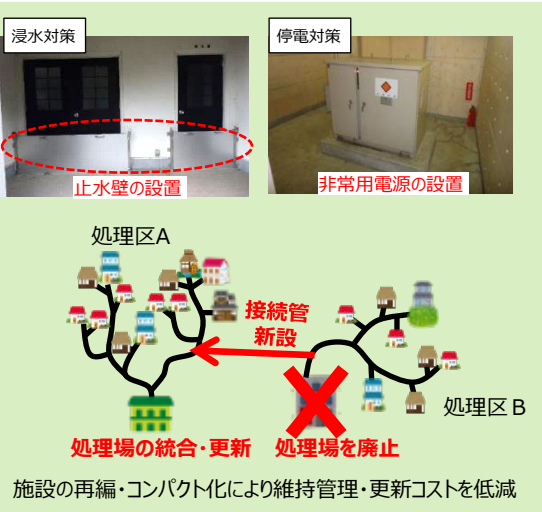 浸水対策
停電対策
止水壁の設置
非常用電源の設置
処理区A
接続管
新設
処理区B
処理場の統合・更新
処理場を廃止
施設の再編・コンパクト化により維持管理・更新コストを低減